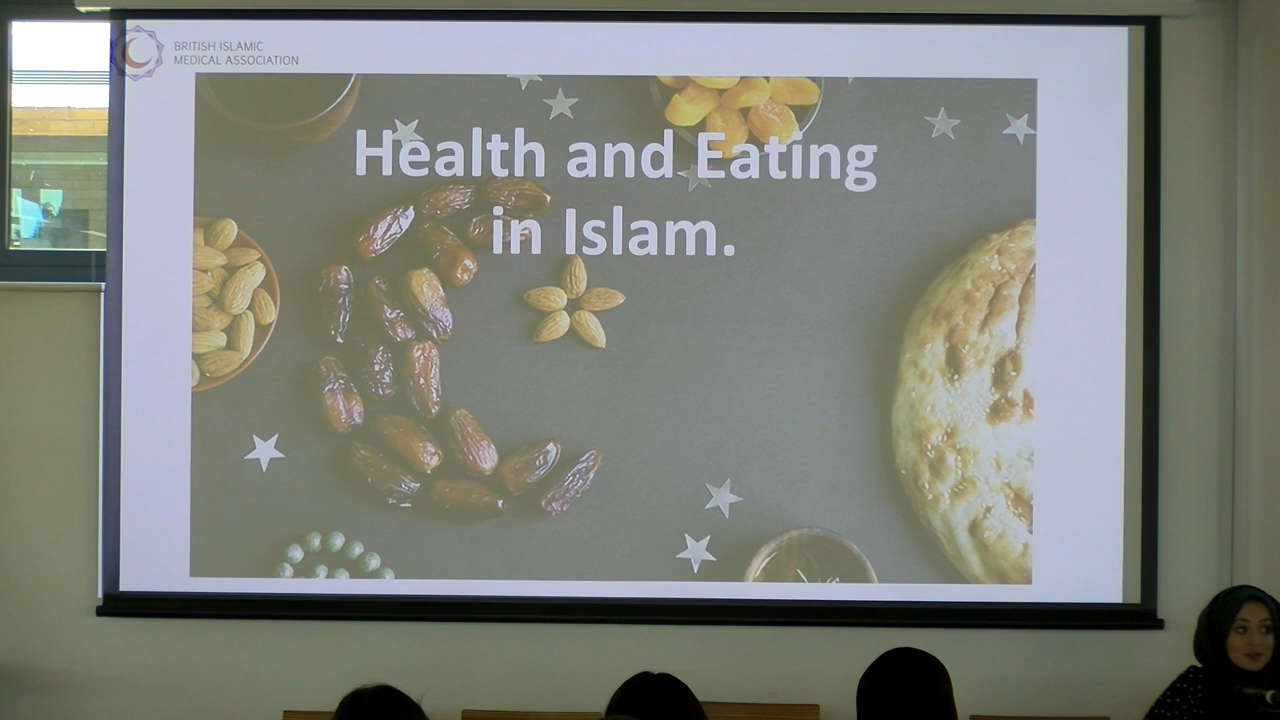 BRITISH ISLAMIC
MEDICAL ASSOCIATION
Health and Eating
in Islam.